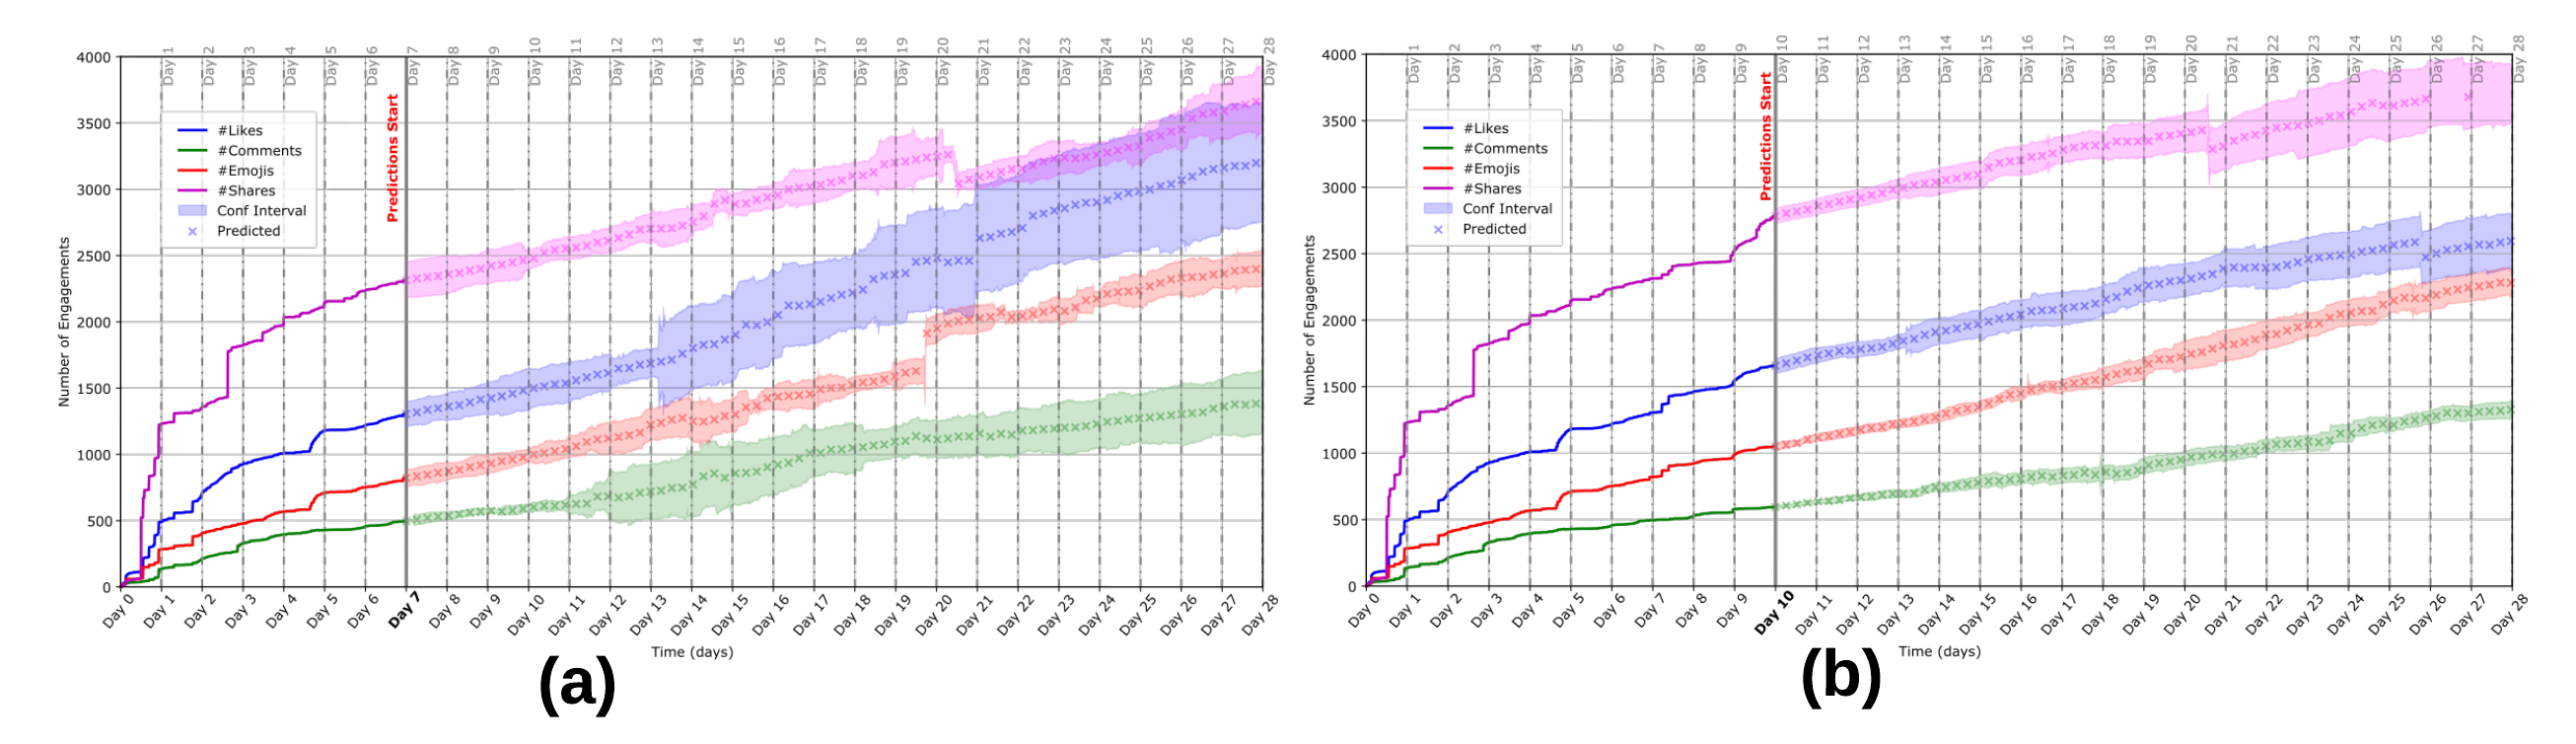 Day 1 Day 2 Day 3 Day 4 Day 5 Day 6 Day 7 Day 8 Day 9 Day 10 Day 11 Day 12 Day 13 Day 14 Day 15 Day 16 Day 17 Day 18 Day 19 Day 20 Day 21 Day 22 Day 23 Day 24 Day 25 Day 26 Day 27 Day 28
4000
3500
3000
2500
2000
1500
1000
500
0
Number of Engagements
#Likes
#Comments
#Emojis
#Shares
Conf Interval
Predicted
Predictions Start
Day 0 Day 1 Day 2 Day 3 Day 4 Day 5 Day 6 Day 7 Day 8 Day 9 Day 10 Day 11 Day 12 Day 13 Day 14 Day 15 Day 16 Day 17 Day 18 Day 19 Day 20 Day 21 Day 22 Day 23 Day 24 Day 25 Day 26 Day 27 Day 28
Time (days)
(a)
Day 1 Day 2 Day 3 Day 4 Day 5 Day 6 Day 7 Day 8 Day 9 Day 10 Day 11 Day 12 Day 13 Day 14 Day 15 Day 16 Day 17 Day 18 Day 19 Day 20 Day 21 Day 22 Day 23 Day 24 Day 25 Day 26 Day 27 Day 28
4000
3500
3000
2500
2000
1500
1000
500
0
Number of Engagements
#Likes
#Comments
#Emojis
#Shares
Conf Interval
Predicted
Predictions Start
Day 0 Day 1 Day 2 Day 3 Day 4 Day 5 Day 6 Day 7 Day 8 Day 9 Day 10 Day 11 Day 12 Day 13 Day 14 Day 15 Day 16 Day 17 Day 18 Day 19 Day 20 Day 21 Day 22 Day 23 Day 24 Day 25 Day 26 Day 27 Day 28
Time (days)
(b)